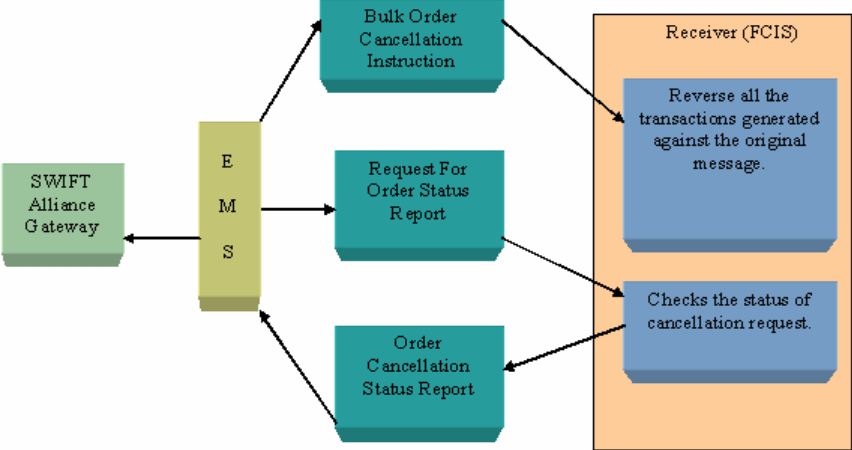 SWIFT
Alliance
Gateway
E
M
S
Bulk Order
Cancellation
Instruction
Request For
Order Status
Report
Order
Cancellation
Status Report
Receiver (FCIS)
Reverse all the
transactions generated
against the original
message.
Checks the status of
cancellation request.